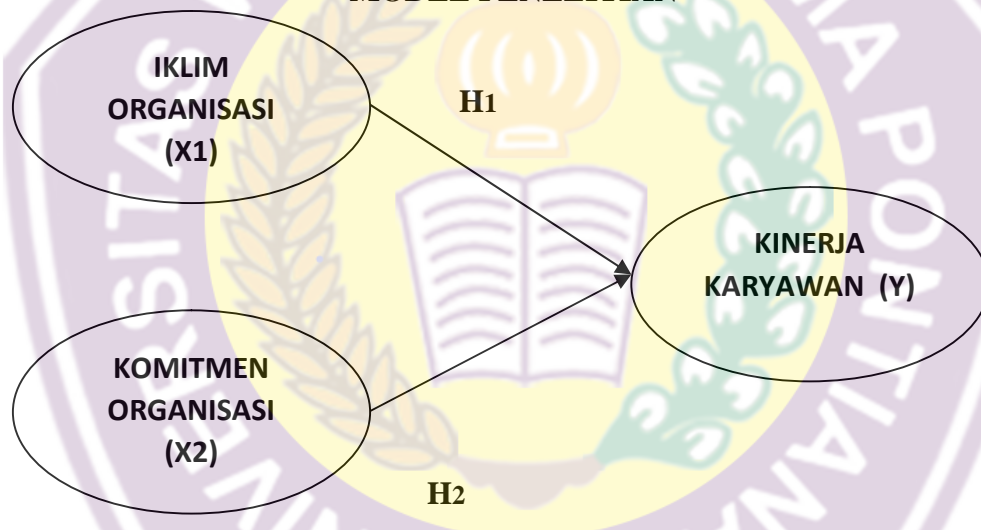 IKLIM
ORGANISASI
(X1)
H1
KINERJA
KARYAWAN (Y)
KOMITMEN
ORGANISASI
(X2)
H2